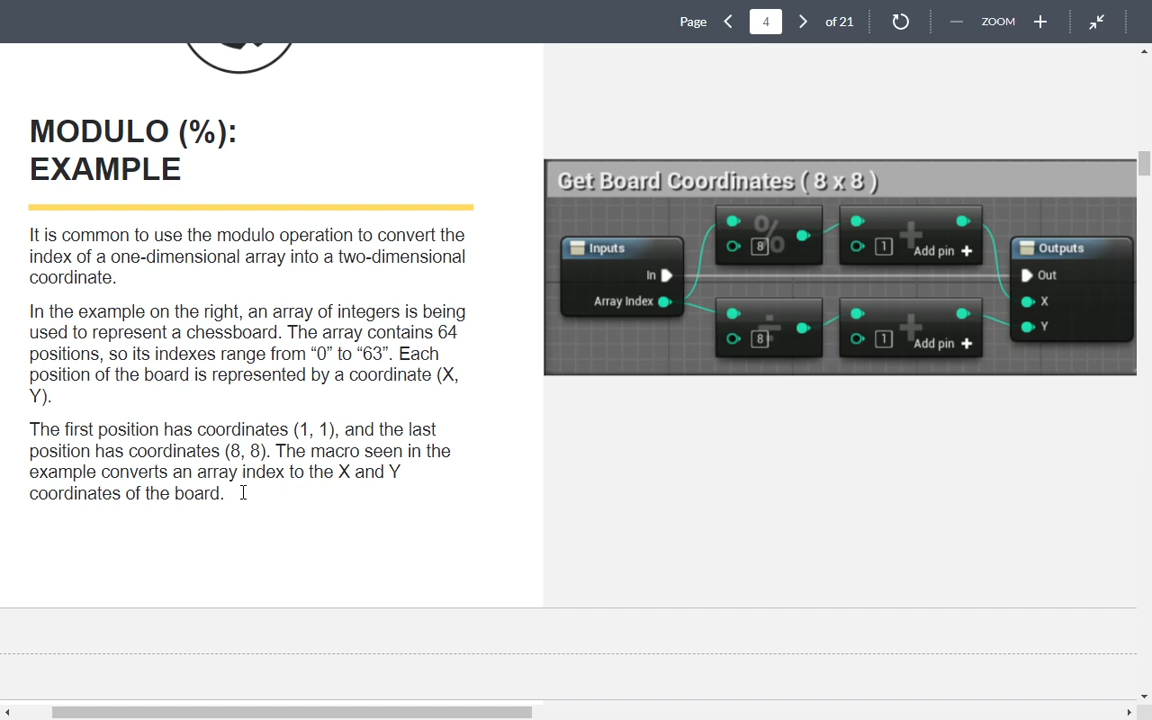 Page 4 of 21 ZOOM
MODULO (%):
EXAMPLE
It is common to use the modulo operation to convert the
index of a one-dimensional array into a two-dimensional
coordinate.
In the example on the right, an array of integers is being
used to represent a chessboard. The array contains 64
positions, so its indexes range from “0” to “63”. Each
position of the board is represented by a coordinate (X,
Y).
The first position has coordinates (1, 1), and the last
position has coordinates (8, 8). The macro seen in the
example converts an array index to the X and Y
coordinates of the board.
Get Board Coordinates ( 8 x 8 )
Inputs
In
Array Index
%
8
+
1
Add pin +
÷
8
+
1
Add pin +
Outputs
Out
X
Y